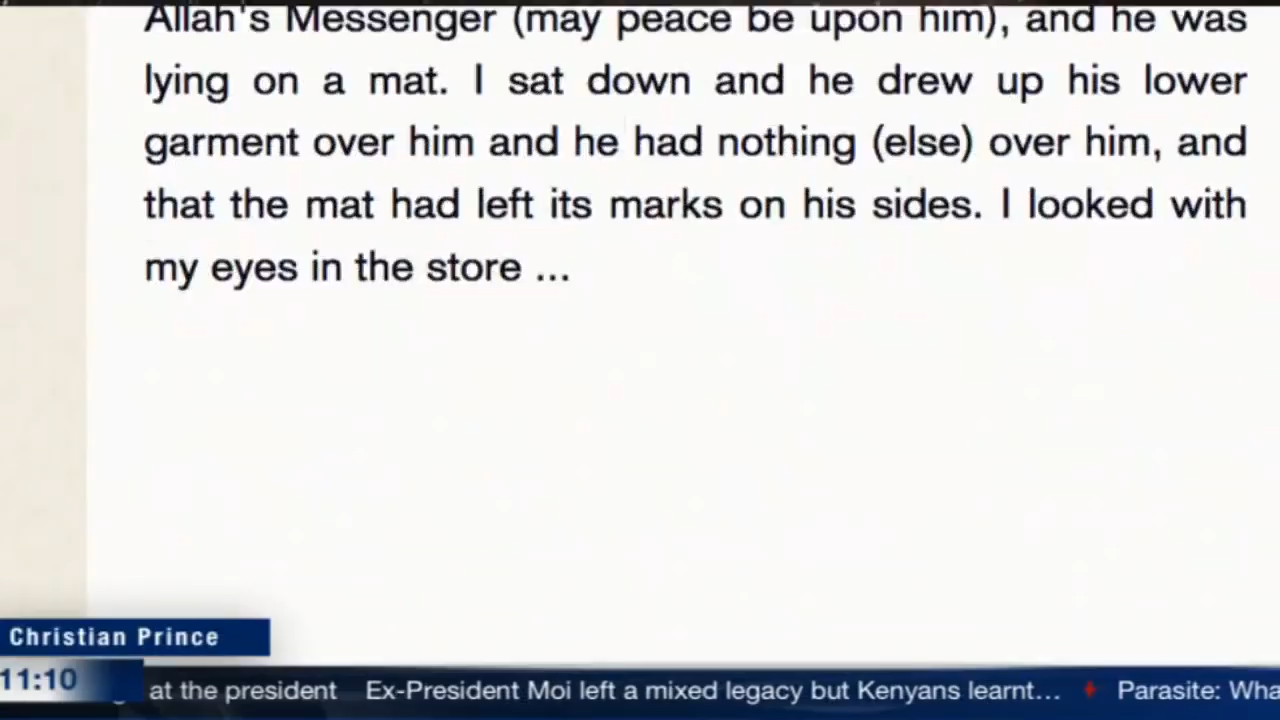 Allah's Messenger (may peace be upon him), and he was
lying on a mat. I sat down and he drew up his lower
garment over him and he had nothing (else) over him, and
that the mat had left its marks on his sides. I looked with
my eyes in the store ...
Christian Prince
11:10
at the president Ex-President Moi left a mixed legacy but Kenyans learnt... Parasite: Wha